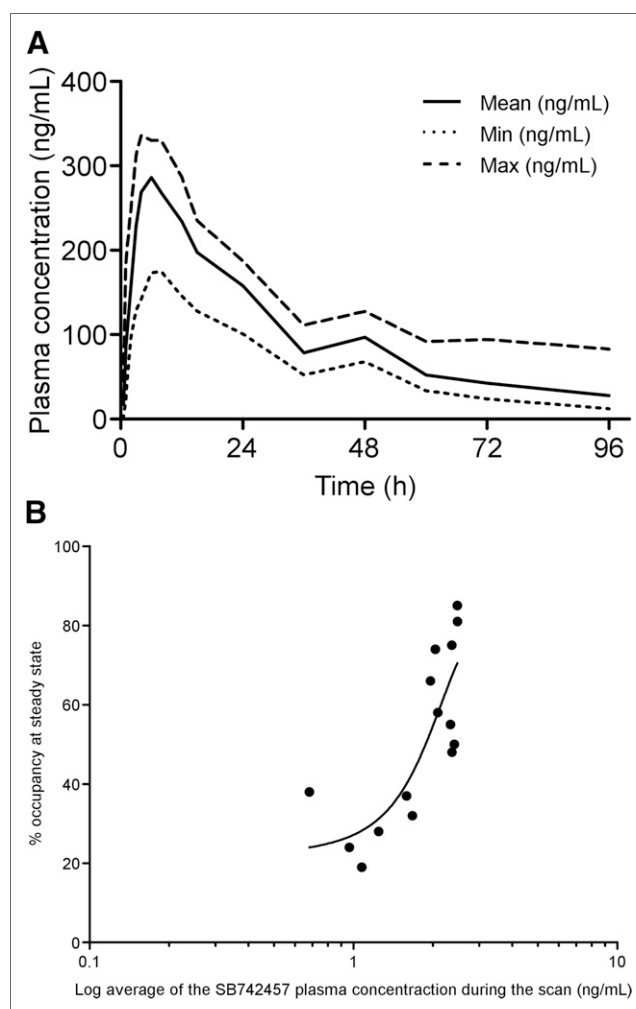 A
Plasma concentration (ng/mL)
400
300
200
100
0
Mean (ng/mL)
Min (ng/mL)
Max (ng/mL)
0 24 48 72 96
Time (h)
B
% occupancy at steady state
100
80
60
40
20
0
0.1 1 10
Log average of the SB742457 plasma concentraction during the scan (ng/mL)